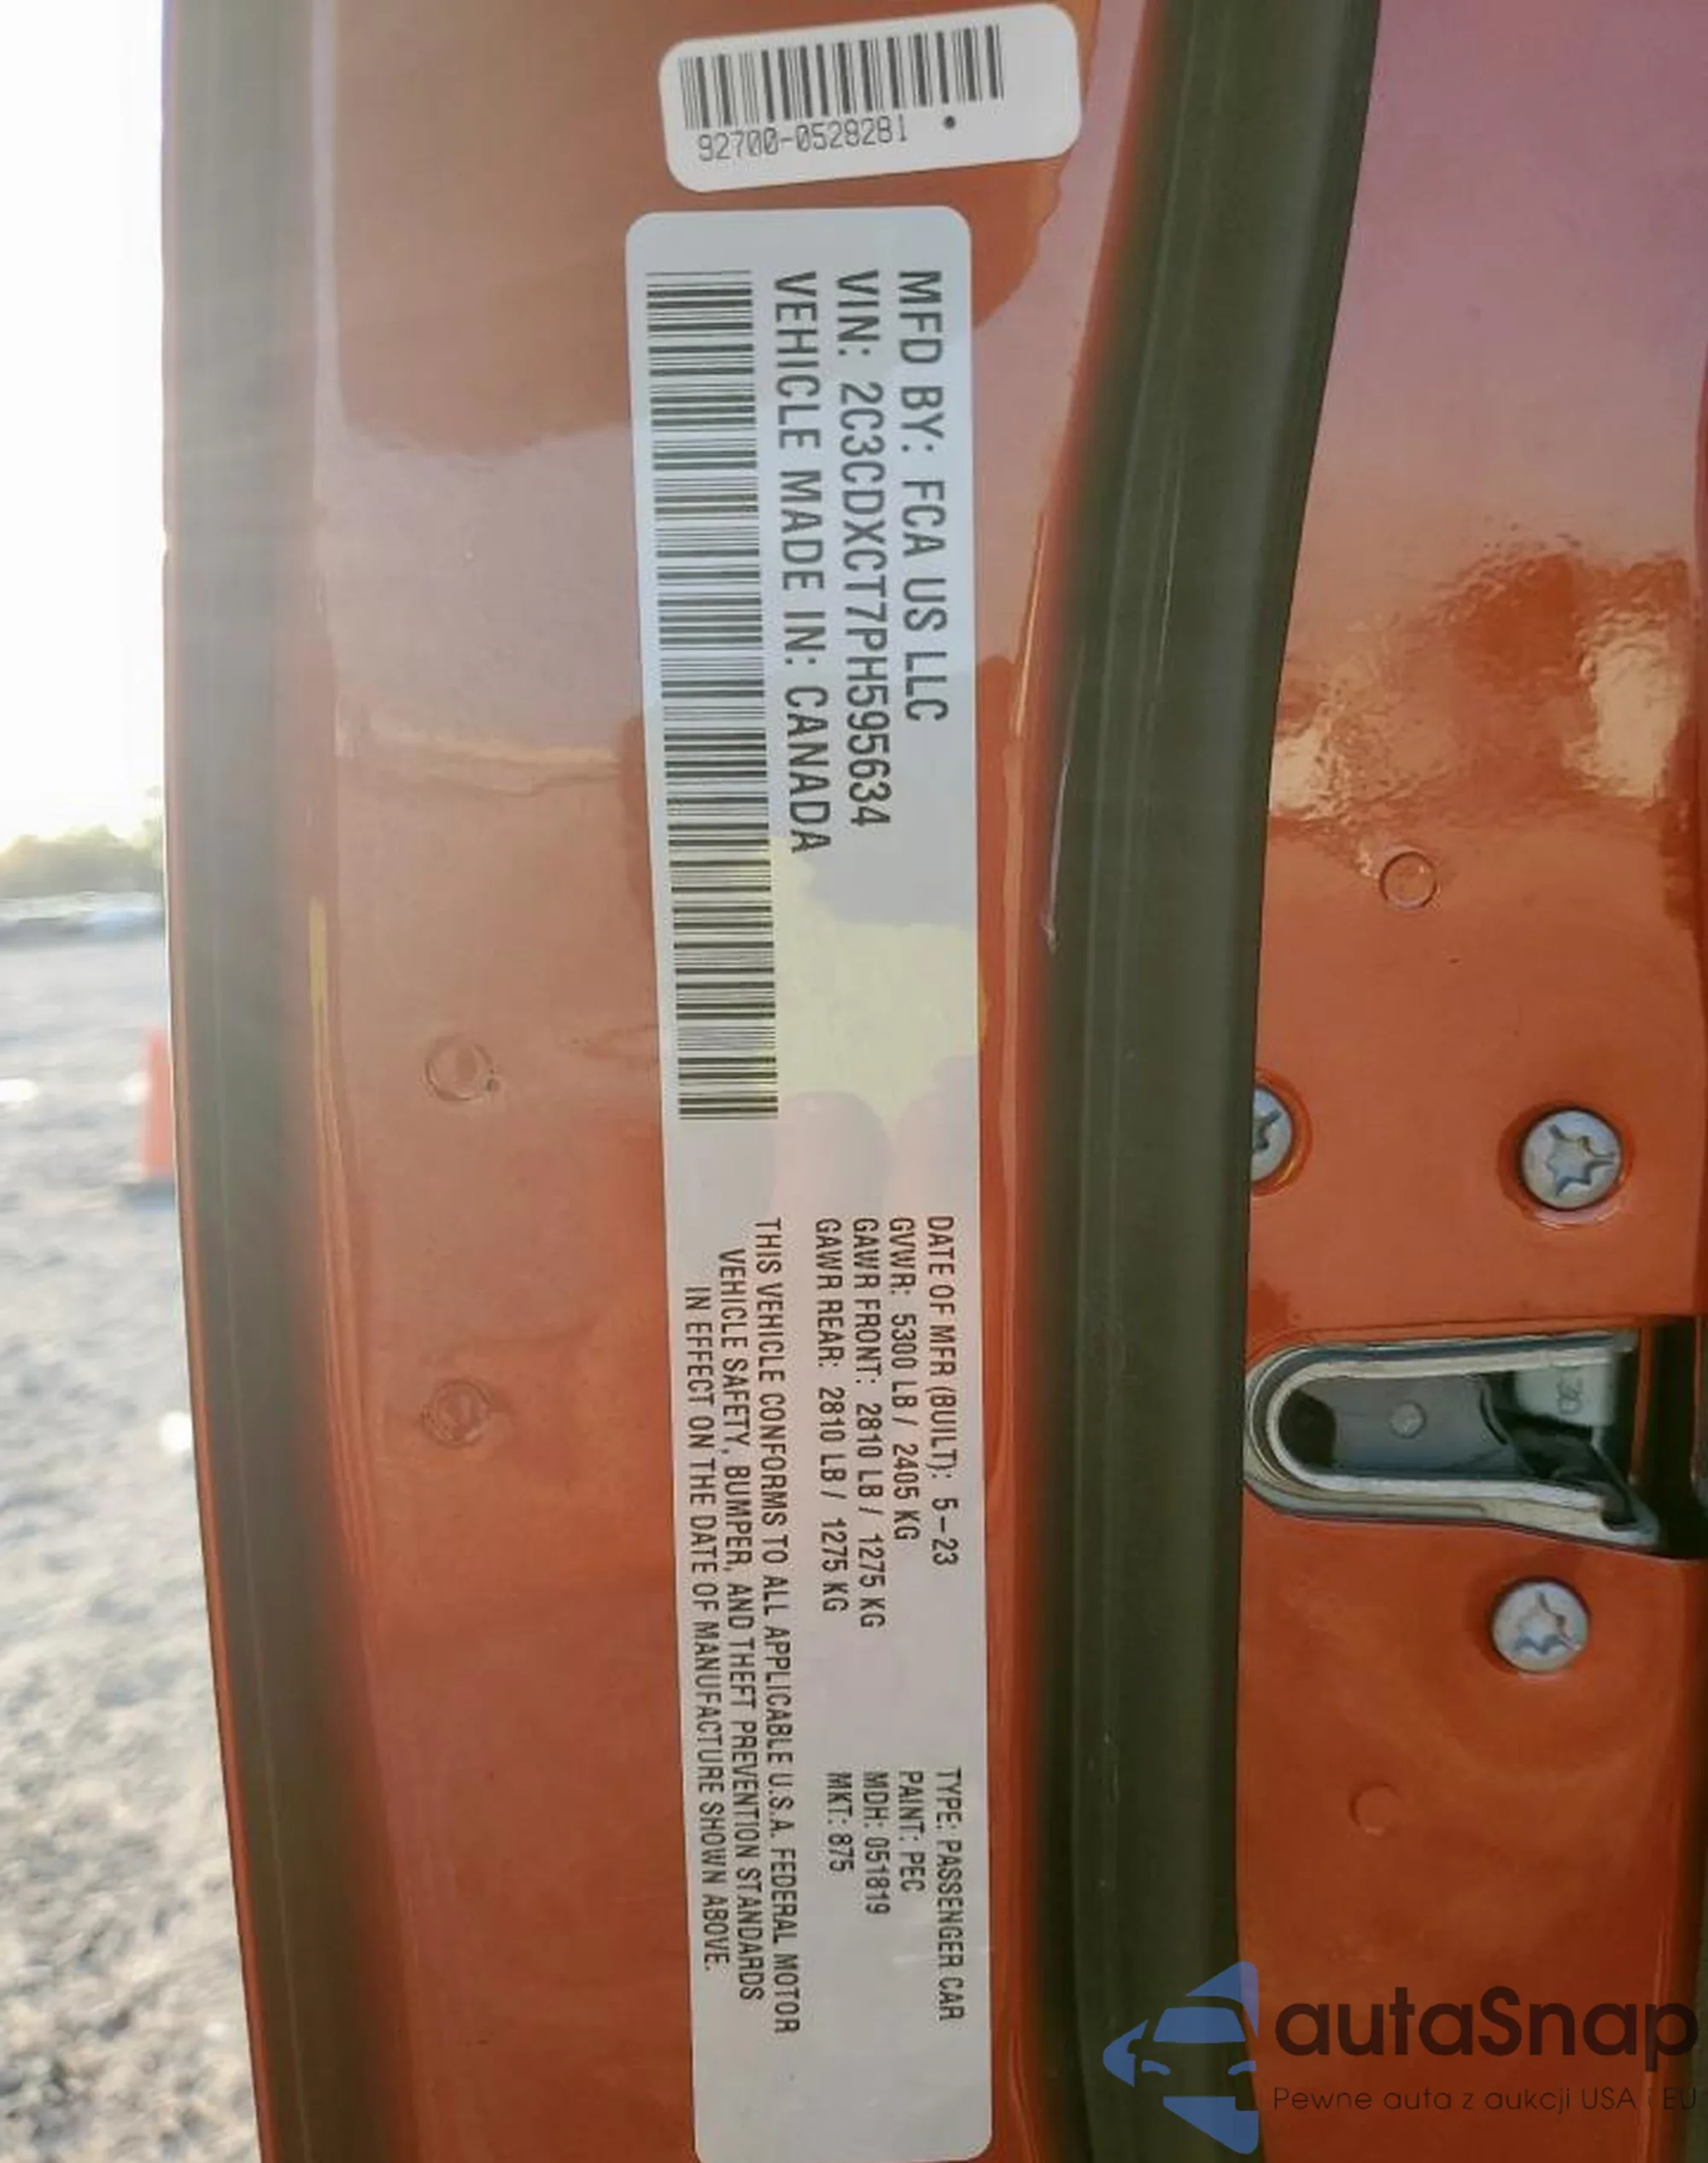 92700-0528281
MFD BY: FCA US LLC
VIN: 2C3CDXCT7PH595634
VEHICLE MADE IN: CANADA
DATE OF MFR (BUILT): 5-23
GVWR: 5300 LB / 2405 KG
GAWR FRONT: 2810 LB / 1275 KG
GAWR REAR: 2810 LB / 1275 KG
TYPE: PASSENGER CAR
PAINT: PEC
MDH: 051819
MKT: 875
THIS VEHICLE CONFORMS TO ALL APPLICABLE U.S.A. FEDERAL MOTOR
VEHICLE SAFETY, BUMPER, AND THEFT PREVENTION STANDARDS
IN EFFECT ON THE DATE OF MANUFACTURE SHOWN ABOVE.
autaSnap
Pewne auta z aukcji USA i EU